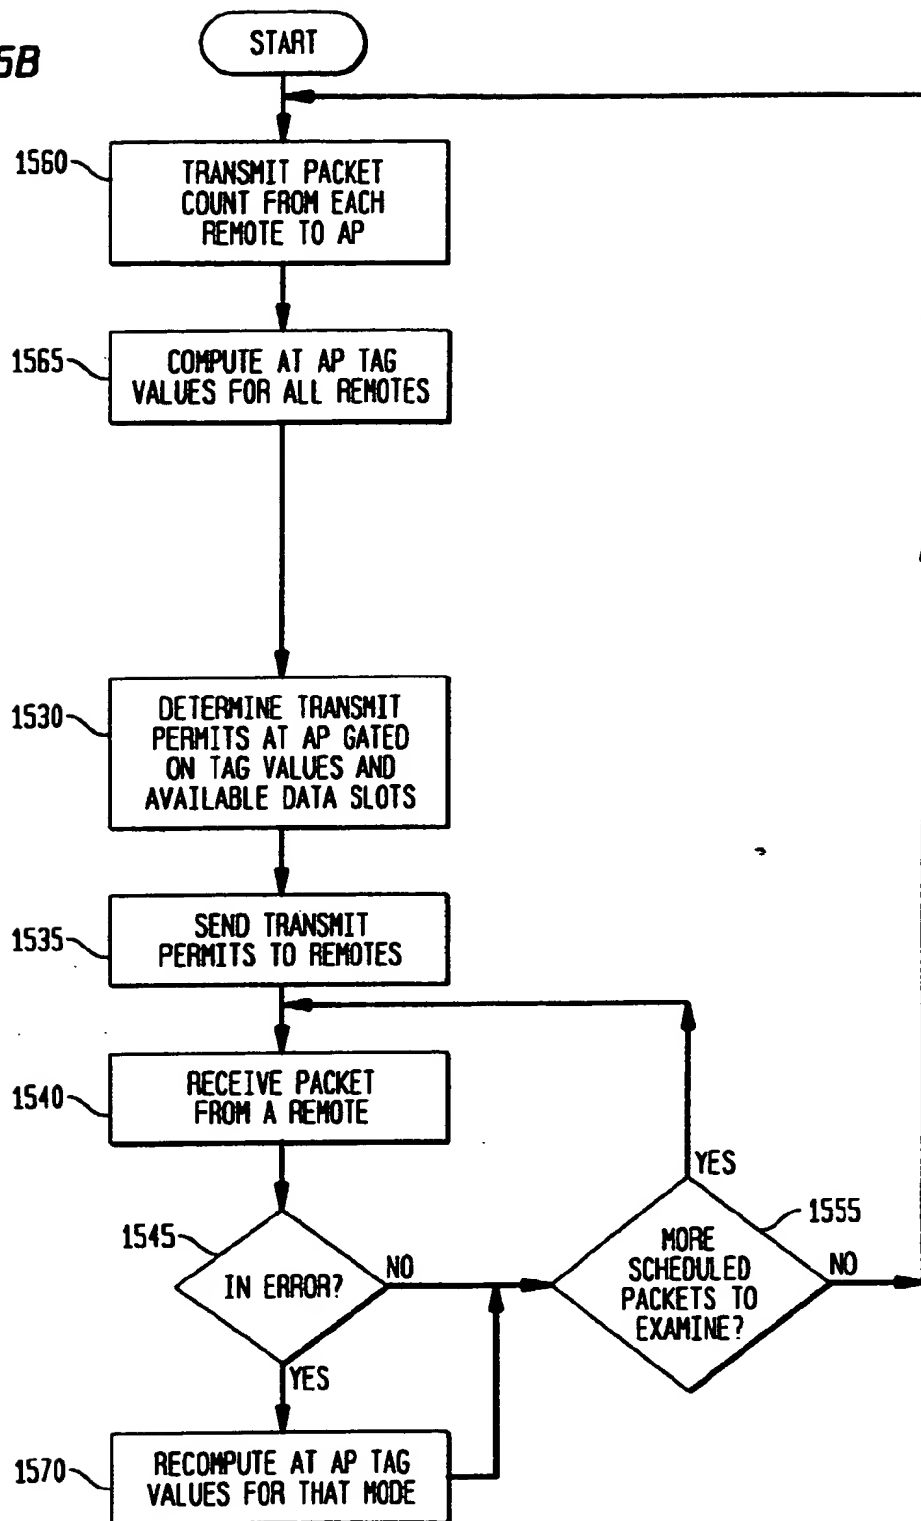 5B
START
1560
TRANSMIT PACKET
COUNT FROM EACH
REMOTE TO AP
1565
COMPUTE AT AP TAG
VALUES FOR ALL REMOTES
1530
DETERMINE TRANSMIT
PERMITS AT AP GATED
ON TAG VALUES AND
AVAILABLE DATA SLOTS
1535
SEND TRANSMIT
PERMITS TO REMOTES
1540
RECEIVE PACKET
FROM A REMOTE
YES
1545
IN ERROR?
NO
1555
MORE
SCHEDULED
PACKETS TO
EXAMINE?
NO
YES
1570
RECOMPUTE AT AP TAG
VALUES FOR THAT MODE